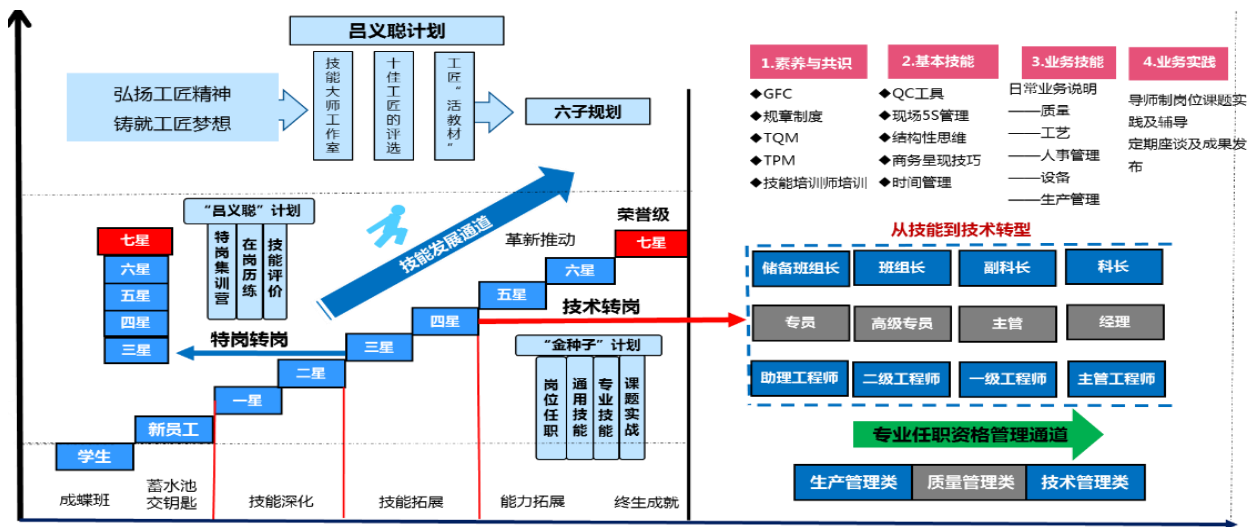 吕义聪计划
弘扬工匠精神
铸就工匠梦想
技能大师工作室
十佳工匠的评选
工匠"活教材"
六子规划
"吕义聪"计划
特岗集训营
在岗历练
技能评价
七星
六星
五星
四星
三星
特岗转岗
技能发展通道
革新推动
荣誉级
七星
六星
五星
四星
三星
二星
一星
新员工
学生
技术转岗
"金种子"计划
岗位任职
通用技能
专业技能
课题实战
成蝶班
蓄水池
交钥匙
技能深化
技能拓展
能力拓展
终生成就
1.素养与共识
◆GFC
◆规章制度
◆TQM
◆TPM
◆技能培训师培训
2.基本技能
◆QC工具
◆现场5S管理
◆结构性思维
◆商务呈现技巧
◆时间管理
3.业务技能
日常业务说明
——质量
——工艺
——人事管理
——设备
——生产管理
4.业务实践
导师制岗位课题实
践及辅导
定期座谈及成果发
布
从技能到技术转型
储备班组长
班组长
副科长
科长
专员
高级专员
主管
经理
助理工程师
二级工程师
一级工程师
主管工程师
专业任职资格管理通道
生产管理类
质量管理类
技术管理类